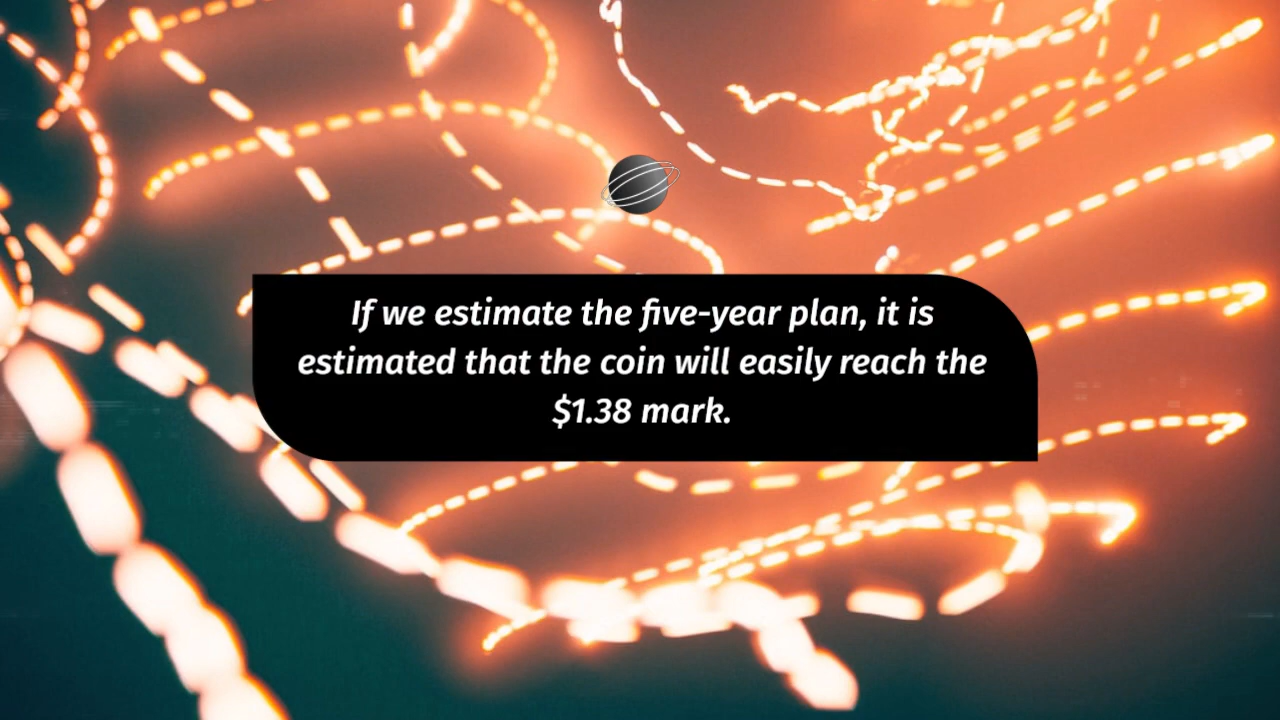 If we estimate the five-year plan, it is
estimated that the coin will easily reach the
$1.38 mark.